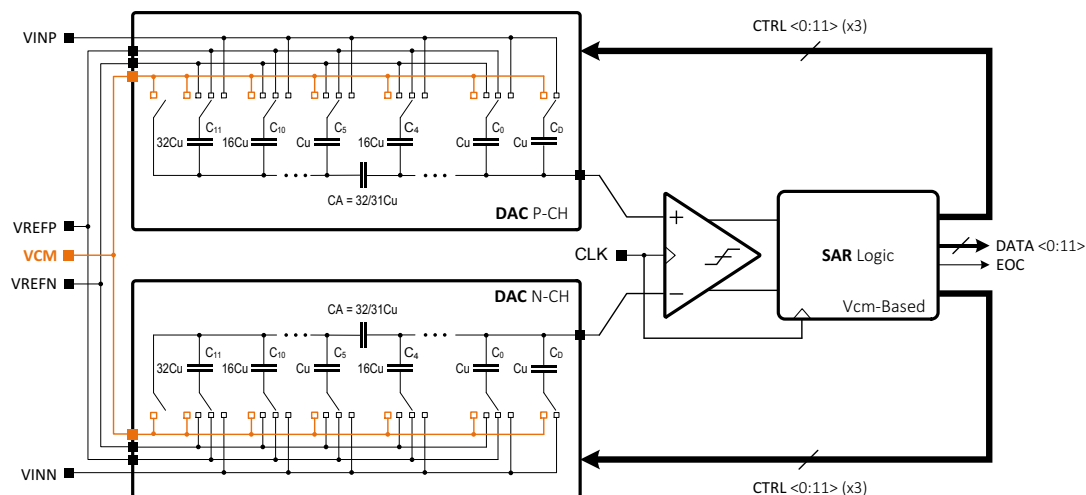 CTRL <0:11> (x3)
VINP
C11 C10 C5 C4 C0 CD
32Cu 16Cu Cu 16Cu Cu Cu
CA = 32/31Cu
DAC P-CH
VREFP
VCM
VREFN
CLK
+
−
SAR Logic
Vcm-Based
DATA <0:11>
EOC
DAC N-CH
CA = 32/31Cu
C11 C10 C5 C4 C0 CD
32Cu 16Cu Cu 16Cu Cu Cu
VINN
CTRL <0:11> (x3)